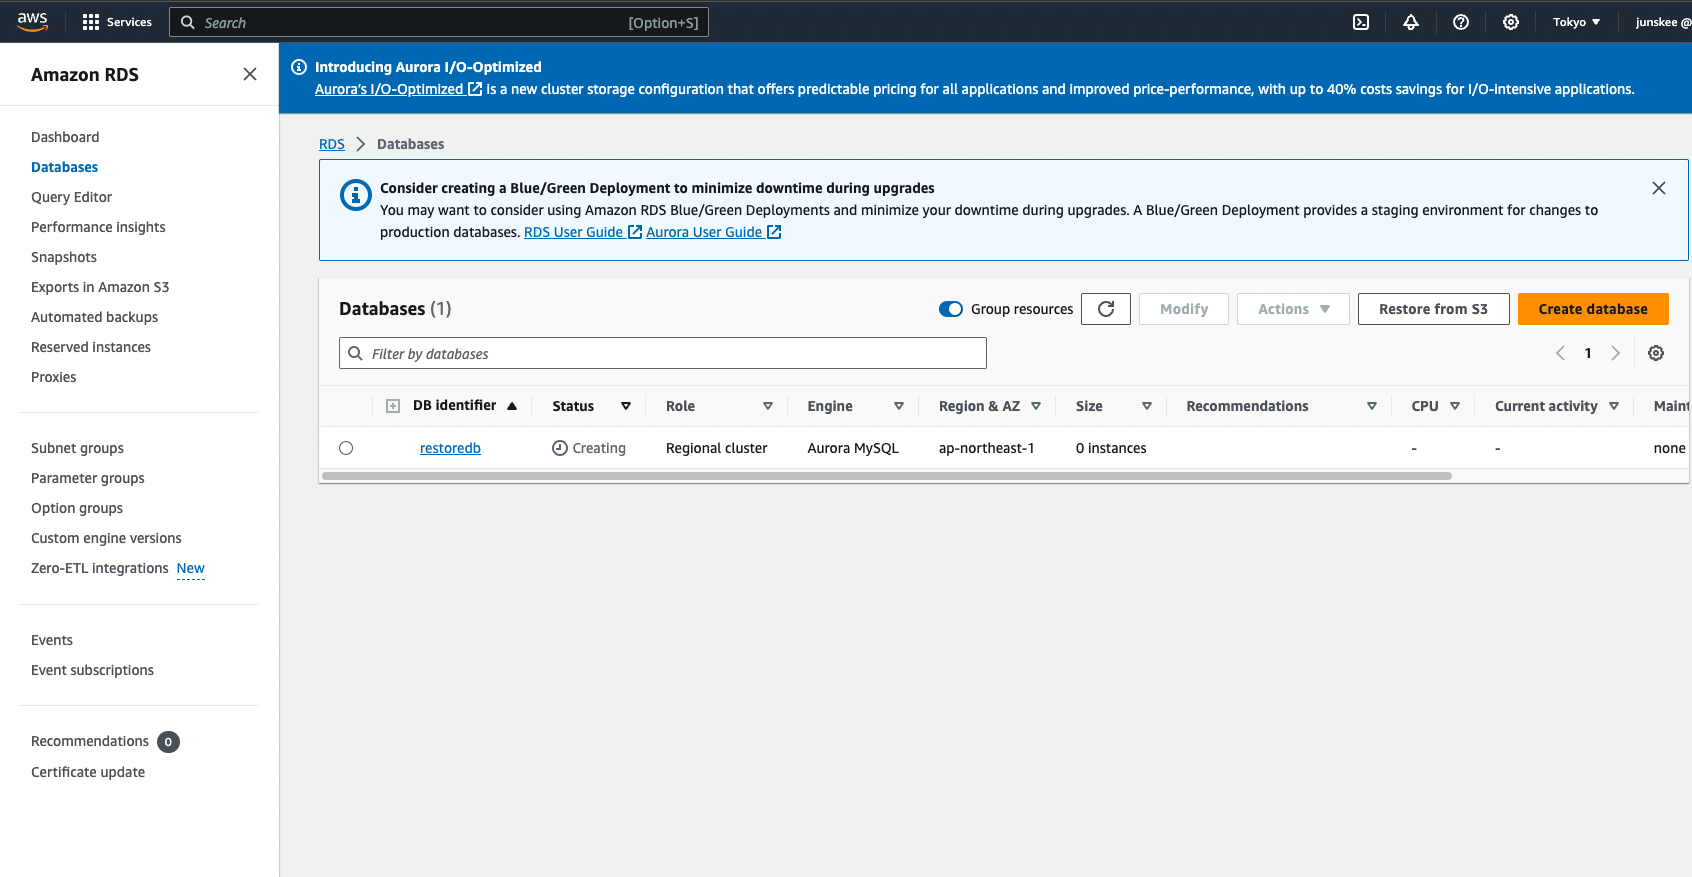 aws
Services
Search
[Option+S]
Tokyo
junskee @
Amazon RDS
Dashboard
Databases
Query Editor
Performance insights
Snapshots
Exports in Amazon S3
Automated backups
Reserved instances
Proxies
Subnet groups
Parameter groups
Option groups
Custom engine versions
Zero-ETL integrations New
Events
Event subscriptions
Recommendations 0
Certificate update
Introducing Aurora I/O-Optimized
Aurora's I/O-Optimized is a new cluster storage configuration that offers predictable pricing for all applications and improved price-performance, with up to 40% costs savings for I/O-intensive applications.
RDS > Databases
Consider creating a Blue/Green Deployment to minimize downtime during upgrades
You may want to consider using Amazon RDS Blue/Green Deployments and minimize your downtime during upgrades. A Blue/Green Deployment provides a staging environment for changes to
production databases. RDS User Guide Aurora User Guide
Databases (1)
Group resources
Modify
Actions
Restore from S3
Create database
Filter by databases
1
DB identifier Status Role Engine Region & AZ Size Recommendations CPU Current activity Maint
restoredb Creating Regional cluster Aurora MySQL ap-northeast-1 0 instances - - none